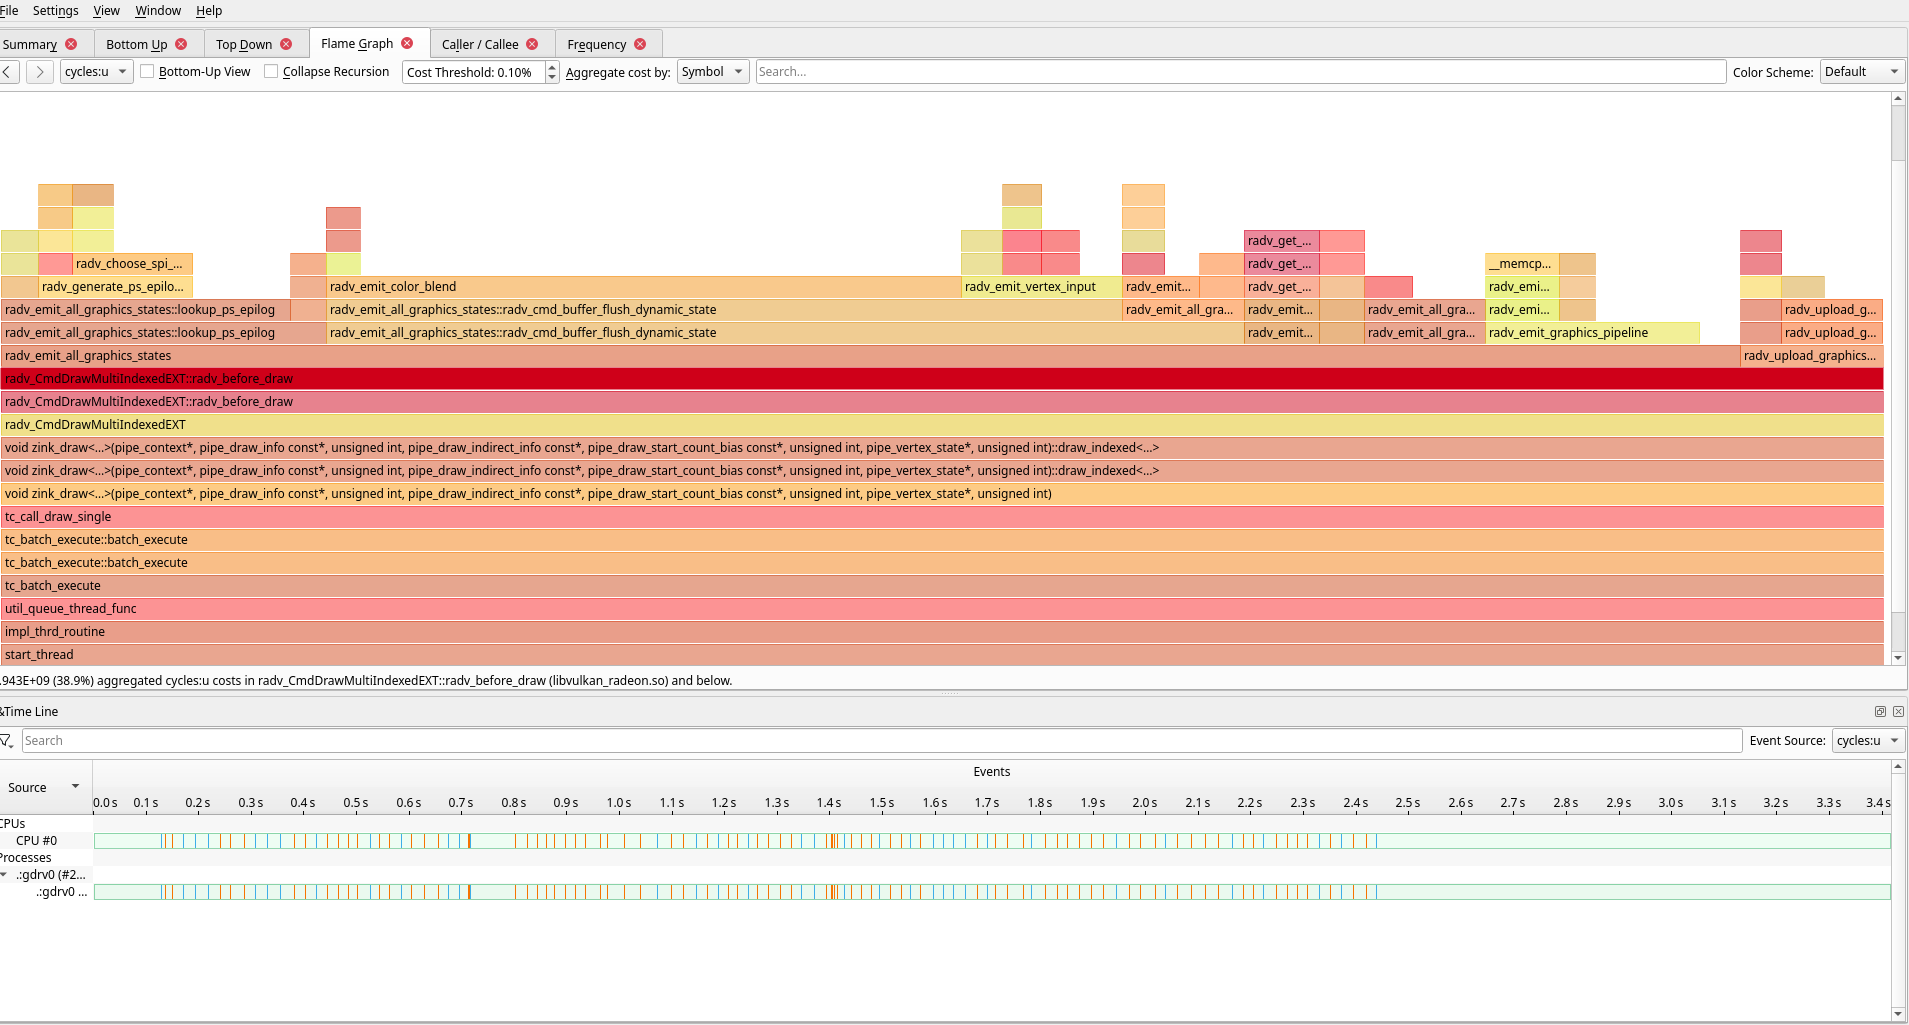 File Settings View Window Help
Summary Bottom Up Top Down Flame Graph Caller / Callee Frequency
cycles:u Bottom-Up View Collapse Recursion Cost Threshold: 0.10% Aggregate cost by: Symbol Search... Color Scheme: Default
radv_get_...
radv_choose_spi_... radv_get_... __memcp...
radv_generate_ps_epilo... radv_emit_color_blend radv_emit_vertex_input radv_emit... radv_get_... radv_emi...
radv_emit_all_graphics_states::lookup_ps_epilog radv_emit_all_graphics_states::radv_cmd_buffer_flush_dynamic_state radv_emit_all_gra... radv_emit... radv_emit_all_gra... radv_emi... radv_upload_g...
radv_emit_all_graphics_states::lookup_ps_epilog radv_emit_all_graphics_states::radv_cmd_buffer_flush_dynamic_state radv_emit... radv_emit_all_gra... radv_emit_graphics_pipeline radv_upload_g...
radv_emit_all_graphics_states radv_upload_graphics...
radv_CmdDrawMultiIndexedEXT::radv_before_draw
radv_CmdDrawMultiIndexedEXT::radv_before_draw
radv_CmdDrawMultiIndexedEXT
void zink_draw<...>(pipe_context*, pipe_draw_info const*, unsigned int, pipe_draw_indirect_info const*, pipe_draw_start_count_bias const*, unsigned int, pipe_vertex_state*, unsigned int)::draw_indexed<...>
void zink_draw<...>(pipe_context*, pipe_draw_info const*, unsigned int, pipe_draw_indirect_info const*, pipe_draw_start_count_bias const*, unsigned int, pipe_vertex_state*, unsigned int)::draw_indexed<...>
void zink_draw<...>(pipe_context*, pipe_draw_info const*, unsigned int, pipe_draw_indirect_info const*, pipe_draw_start_count_bias const*, unsigned int, pipe_vertex_state*, unsigned int)
tc_call_draw_single
tc_batch_execute::batch_execute
tc_batch_execute::batch_execute
tc_batch_execute
util_queue_thread_func
impl_thrd_routine
start_thread
.943E+09 (38.9%) aggregated cycles:u costs in radv_CmdDrawMultiIndexedEXT::radv_before_draw (libvulkan_radeon.so) and below.
&Time Line
Search Event Source: cycles:u
Source Events
0.0 s 0.1 s 0.2 s 0.3 s 0.4 s 0.5 s 0.6 s 0.7 s 0.8 s 0.9 s 1.0 s 1.1 s 1.2 s 1.3 s 1.4 s 1.5 s 1.6 s 1.7 s 1.8 s 1.9 s 2.0 s 2.1 s 2.2 s 2.3 s 2.4 s 2.5 s 2.6 s 2.7 s 2.8 s 2.9 s 3.0 s 3.1 s 3.2 s 3.3 s 3.4 s
CPUs
CPU #0
Processes
.:gdrv0 (#2...
.:gdrv0 ...